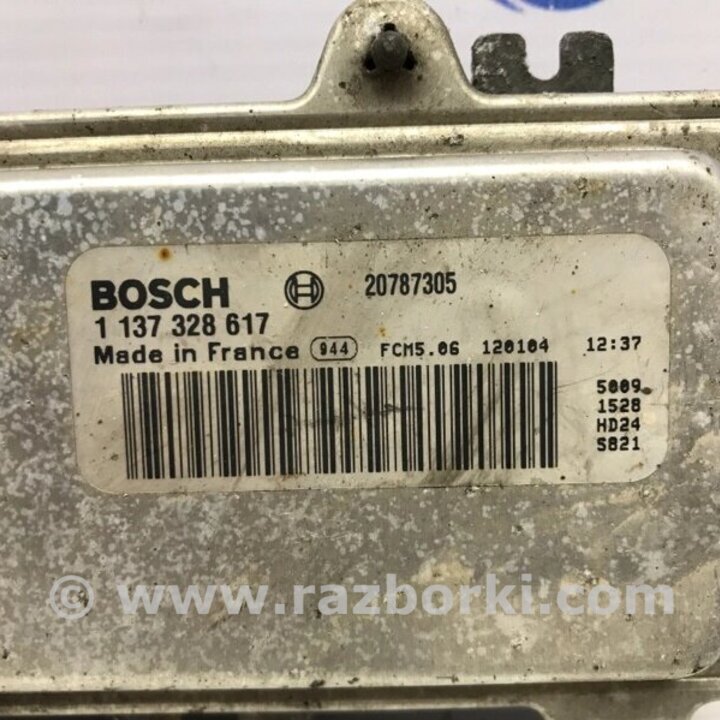 BOSCH 20787305
1 137 328 617
Made in France 944 FCM5.06 120104 12:37
5009
1528
HD24
S821
© www.razborki.com